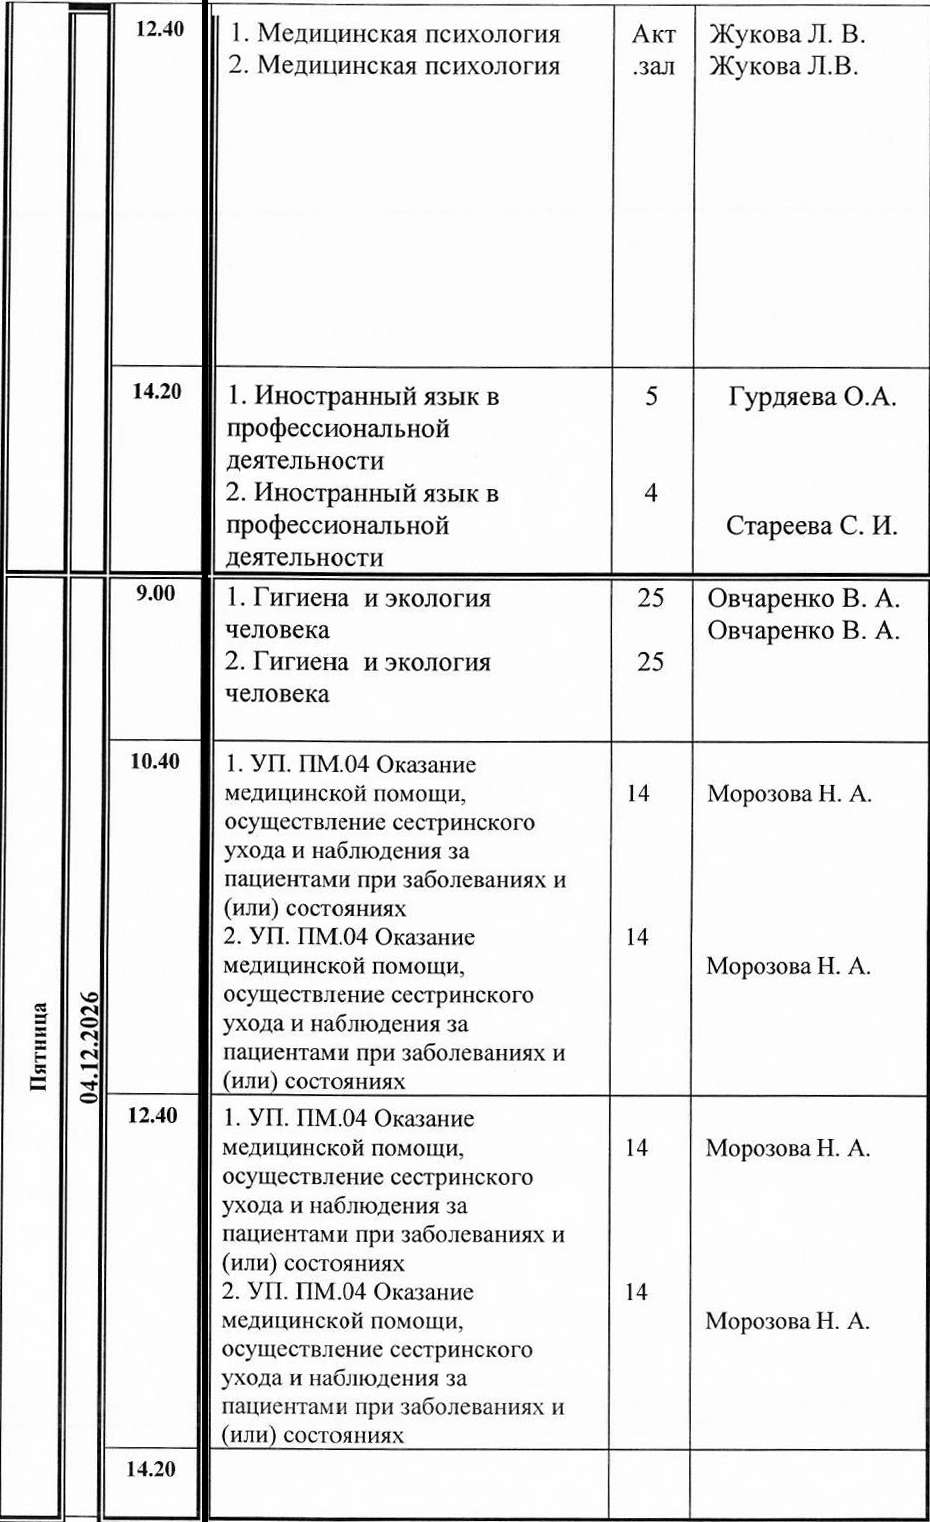 12.40
1. Медицинская психология
2. Медицинская психология
Акт
.зал
Жукова Л. В.
Жукова Л.В.
14.20
1. Иностранный язык в
профессиональной
деятельности
2. Иностранный язык в
профессиональной
деятельности
5
4
Гурдяева О.А.
Стареева С. И.
Пятница
04.12.2026
9.00
1. Гигиена  и экология
человека
2. Гигиена  и экология
человека
25
25
Овчаренко В. А.
Овчаренко В. А.
10.40
1. УП. ПМ.04 Оказание
медицинской помощи,
осуществление сестринского
ухода и наблюдения за
пациентами при заболеваниях и
(или) состояниях
2. УП. ПМ.04 Оказание
медицинской помощи,
осуществление сестринского
ухода и наблюдения за
пациентами при заболеваниях и
(или) состояниях
14
14
Морозова Н. А.
Морозова Н. А.
12.40
1. УП. ПМ.04 Оказание
медицинской помощи,
осуществление сестринского
ухода и наблюдения за
пациентами при заболеваниях и
(или) состояниях
2. УП. ПМ.04 Оказание
медицинской помощи,
осуществление сестринского
ухода и наблюдения за
пациентами при заболеваниях и
(или) состояниях
14
14
Морозова Н. А.
Морозова Н. А.
14.20